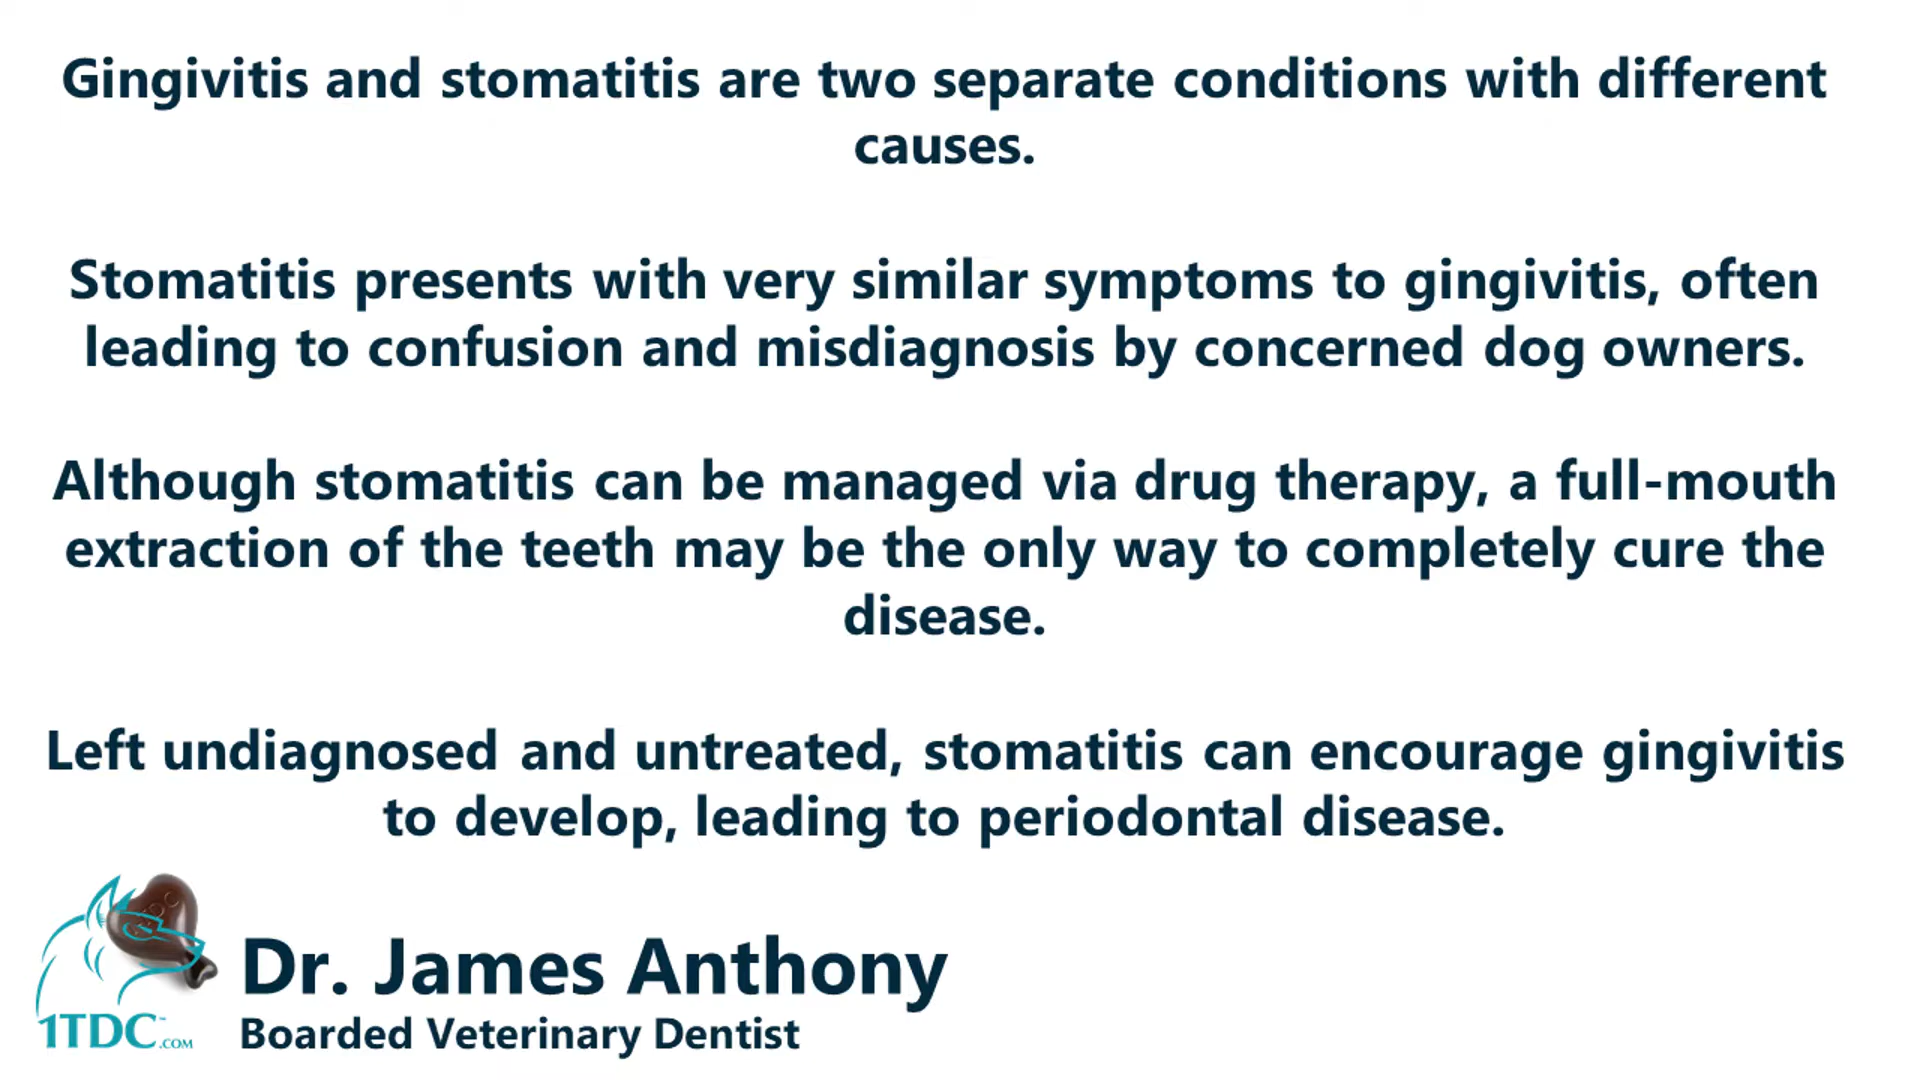 Gingivitis and stomatitis are two separate conditions with different
causes.
Stomatitis presents with very similar symptoms to gingivitis, often
leading to confusion and misdiagnosis by concerned dog owners.
Although stomatitis can be managed via drug therapy, a full-mouth
extraction of the teeth may be the only way to completely cure the
disease.
Left undiagnosed and untreated, stomatitis can encourage gingivitis
to develop, leading to periodontal disease.
Dr. James Anthony
Boarded Veterinary Dentist
1TDC™.COM